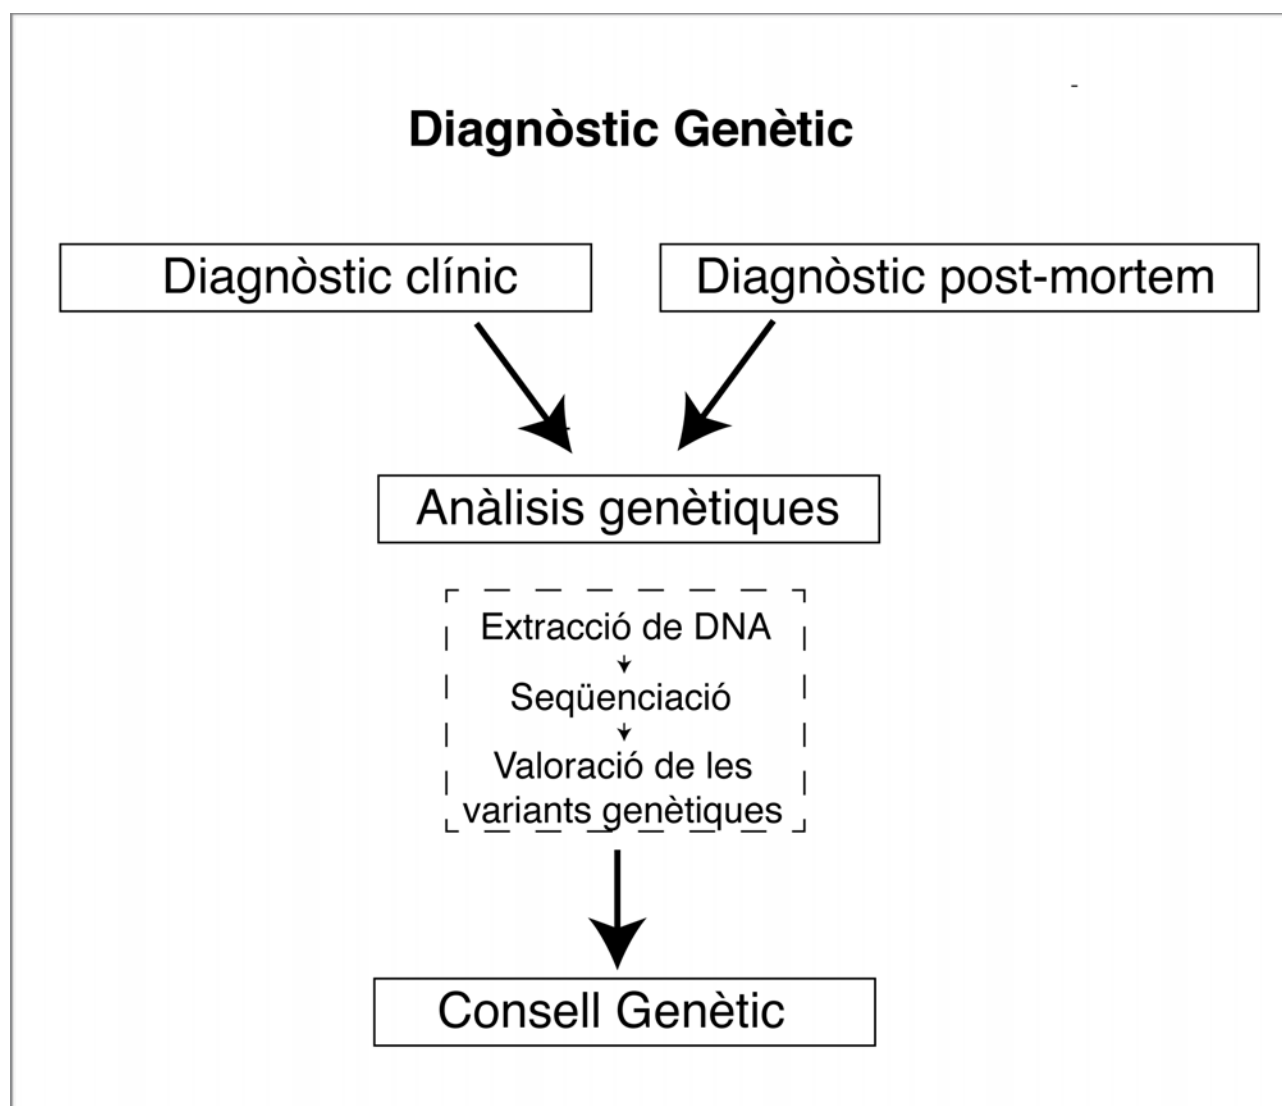 Diagnòstic Genètic
Diagnòstic clínic
Diagnòstic post-mortem
Anàlisis genètiques
Extracció de DNA
Seqüenciació
Valoració de les
variants genètiques
Consell Genètic